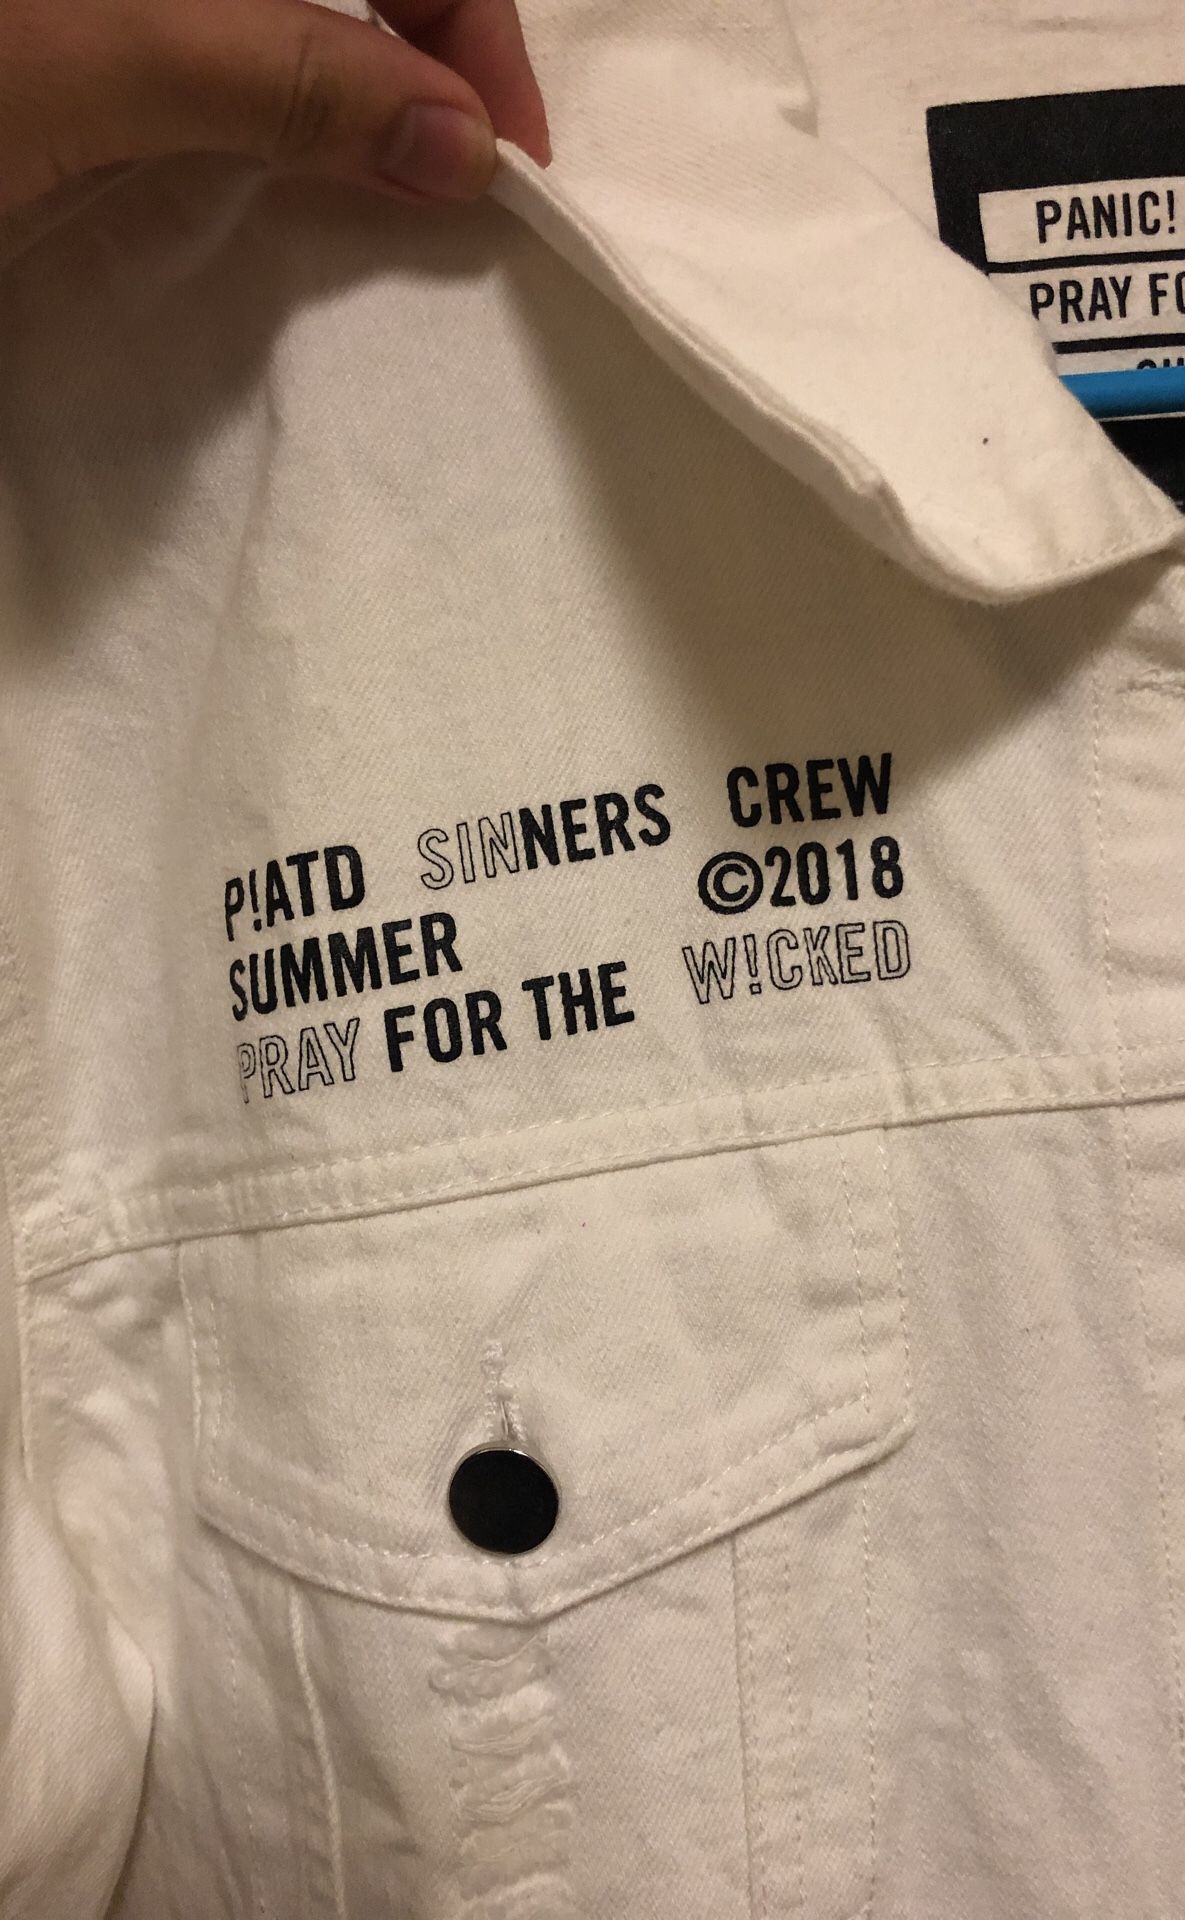 PANIC!
PRAY FO
P!ATD SINNERS CREW
SUMMER ©2018
PRAY FOR THE W!CKED